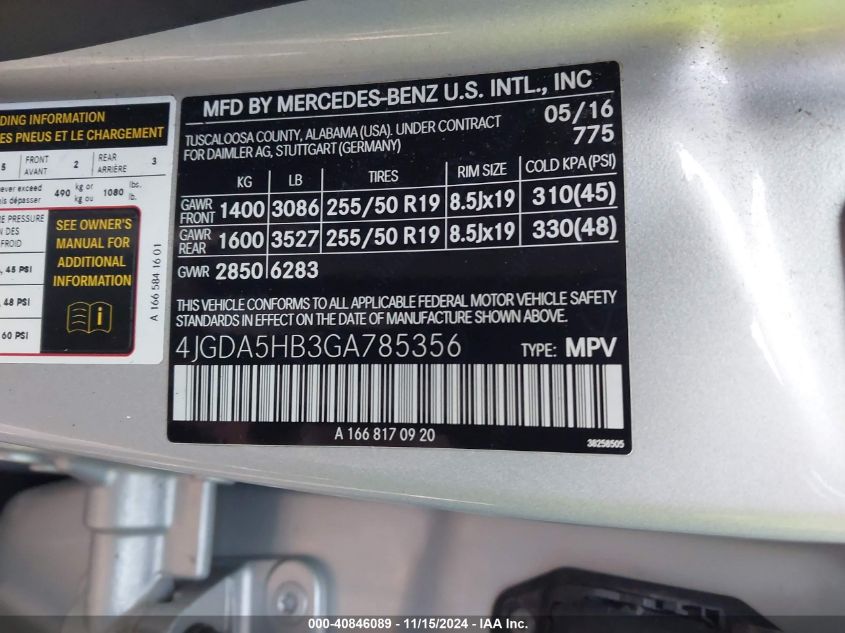 DING INFORMATION
ES PNEUS ET LE CHARGEMENT
5 FRONT AVANT 2 REAR ARRIÈRE 3
never exceed
is dépasser 490 kg or kg ou 1080 lbs. lb.
E PRESSURE
N DES
FROID
, 45 PSI
, 48 PSI
60 PSI
SEE OWNER'S
MANUAL FOR
ADDITIONAL
INFORMATION
A 166 584 16 01
MFD BY MERCEDES-BENZ U.S. INTL., INC
TUSCALOOSA COUNTY, ALABAMA (USA). UNDER CONTRACT
FOR DAIMLER AG, STUTTGART (GERMANY)
05/16
775
KG LB TIRES RIM SIZE COLD KPA (PSI)
GAWR FRONT 1400 3086 255/50 R19 8.5Jx19 310(45)
GAWR REAR 1600 3527 255/50 R19 8.5Jx19 330(48)
GVWR 2850 6283
THIS VEHICLE CONFORMS TO ALL APPLICABLE FEDERAL MOTOR VEHICLE SAFETY
STANDARDS IN EFFECT ON THE DATE OF MANUFACTURE SHOWN ABOVE.
4JGDA5HB3GA785356 TYPE: MPV
A 166 817 09 20
38258505
000-40846089 - 11/15/2024 - IAA Inc.